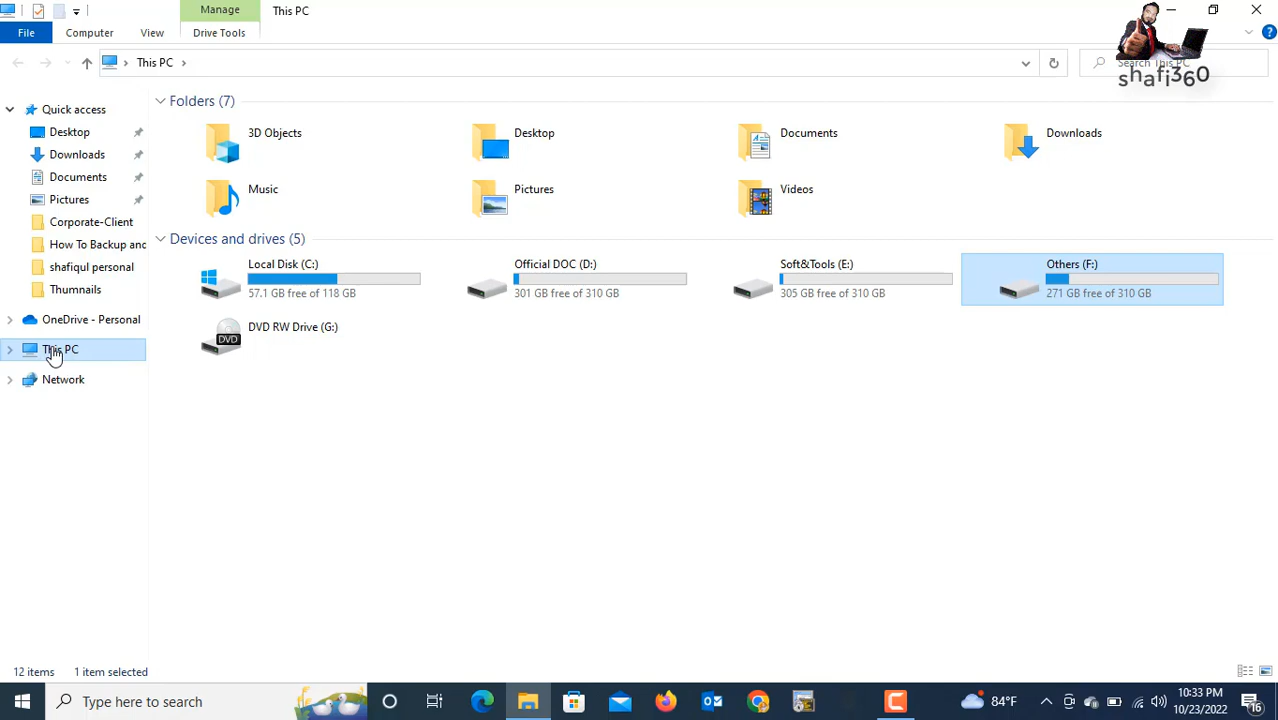 Manage
This PC
File
Computer
View
Drive Tools
This PC
Search This PC
shafi360
Quick access
Desktop
Downloads
Documents
Pictures
Corporate-Client
How To Backup and
shafiqul personal
Thumnails
OneDrive - Personal
This PC
Network
Folders (7)
3D Objects
Desktop
Documents
Downloads
Music
Pictures
Videos
Devices and drives (5)
Local Disk (C:)
57.1 GB free of 118 GB
Official DOC (D:)
301 GB free of 310 GB
Soft&Tools (E:)
305 GB free of 310 GB
Others (F:)
271 GB free of 310 GB
DVD
DVD RW Drive (G:)
12 items
1 item selected
Type here to search
84°F
10:33 PM
10/23/2022
16